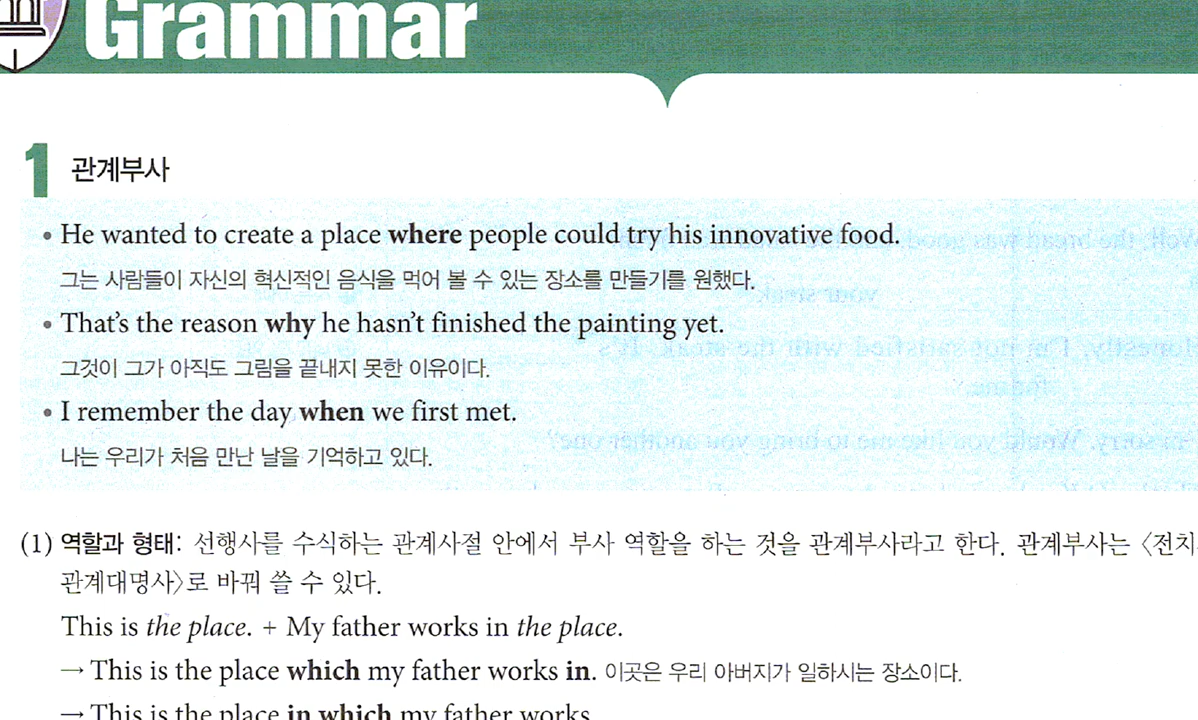 Grammar
1 관계부사
• He wanted to create a place where people could try his innovative food.
그는 사람들이 자신의 혁신적인 음식을 먹어 볼 수 있는 장소를 만들기를 원했다.
• That's the reason why he hasn't finished the painting yet.
그것이 그가 아직도 그림을 끝내지 못한 이유이다.
• I remember the day when we first met.
나는 우리가 처음 만난 날을 기억하고 있다.
(1) 역할과 형태: 선행사를 수식하는 관계사절 안에서 부사 역할을 하는 것을 관계부사라고 한다. 관계부사는 〈전치
관계대명사〉로 바꿔 쓸 수 있다.
This is the place. + My father works in the place.
→ This is the place which my father works in. 이곳은 우리 아버지가 일하시는 장소이다.
→ This is the place in which my father works.